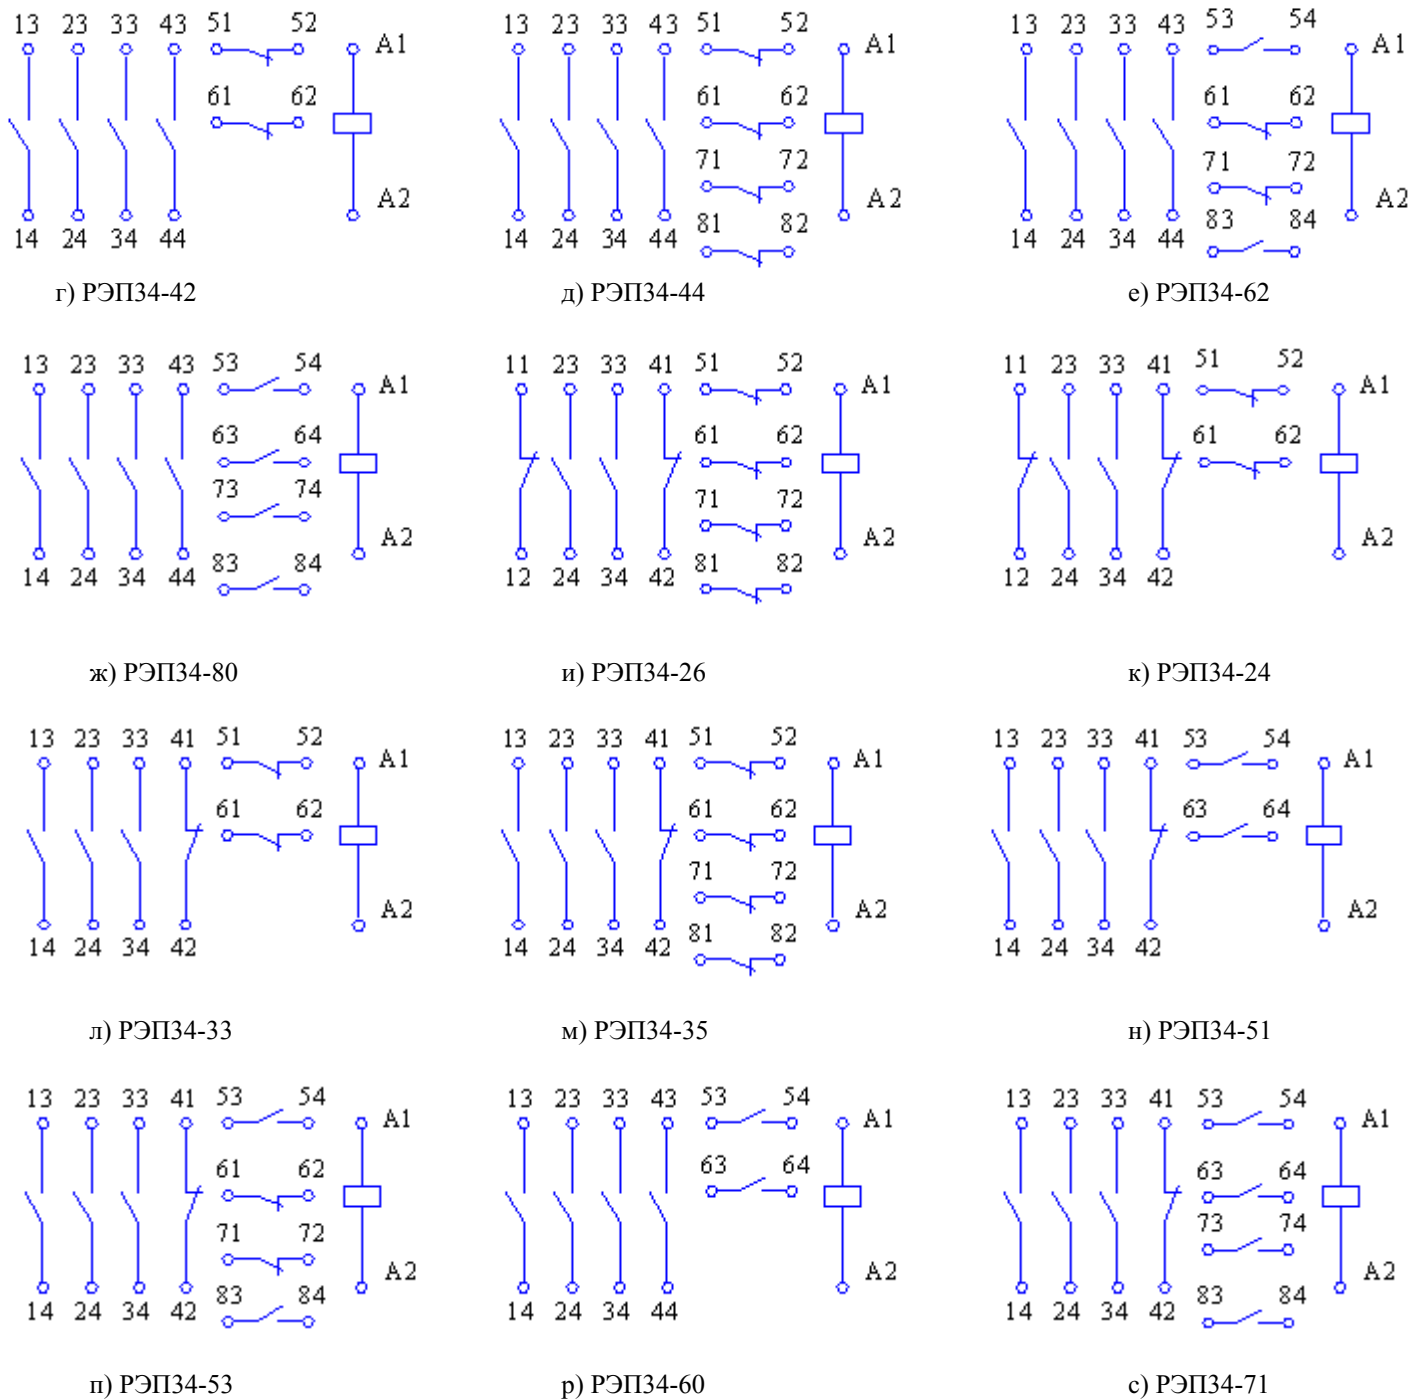 13 23 33 43 51 52 A1
61 62
A2
14 24 34 44
г) РЭП34-42
13 23 33 43 51 52 A1
61 62
71 72
A2
81 82
14 24 34 44
д) РЭП34-44
13 23 33 43 53 54 A1
61 62
71 72
A2
83 84
14 24 34 44
е) РЭП34-62
13 23 33 43 53 54 A1
63 64
73 74
A2
83 84
14 24 34 44
ж) РЭП34-80
11 23 33 41 51 52 A1
61 62
71 72
A2
81 82
12 24 34 42
и) РЭП34-26
11 23 33 41 51 52 A1
61 62
A2
12 24 34 42
к) РЭП34-24
13 23 33 41 51 52 A1
61 62
A2
14 24 34 42
л) РЭП34-33
13 23 33 41 51 52 A1
61 62
71 72
A2
81 82
14 24 34 42
м) РЭП34-35
13 23 33 41 53 54 A1
63 64
A2
14 24 34 42
н) РЭП34-51
13 23 33 41 53 54 A1
61 62
71 72
A2
83 84
14 24 34 42
п) РЭП34-53
13 23 33 43 53 54 A1
63 64
A2
14 24 34 44
р) РЭП34-60
13 23 33 41 53 54 A1
63 64
73 74
A2
83 84
14 24 34 42
с) РЭП34-71